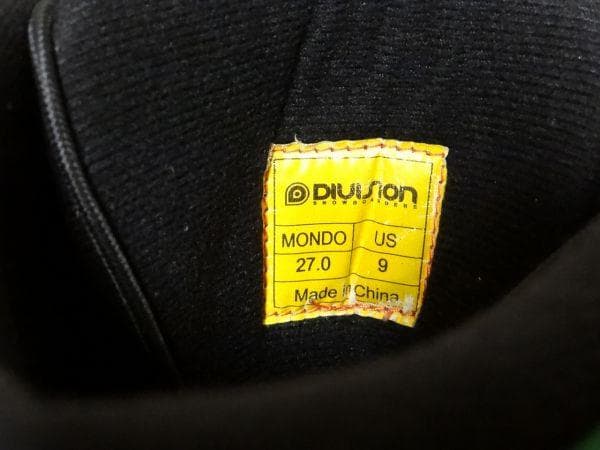 DIVISION
SNOWBOARDERS
MONDO US
27.0 9
Made in China